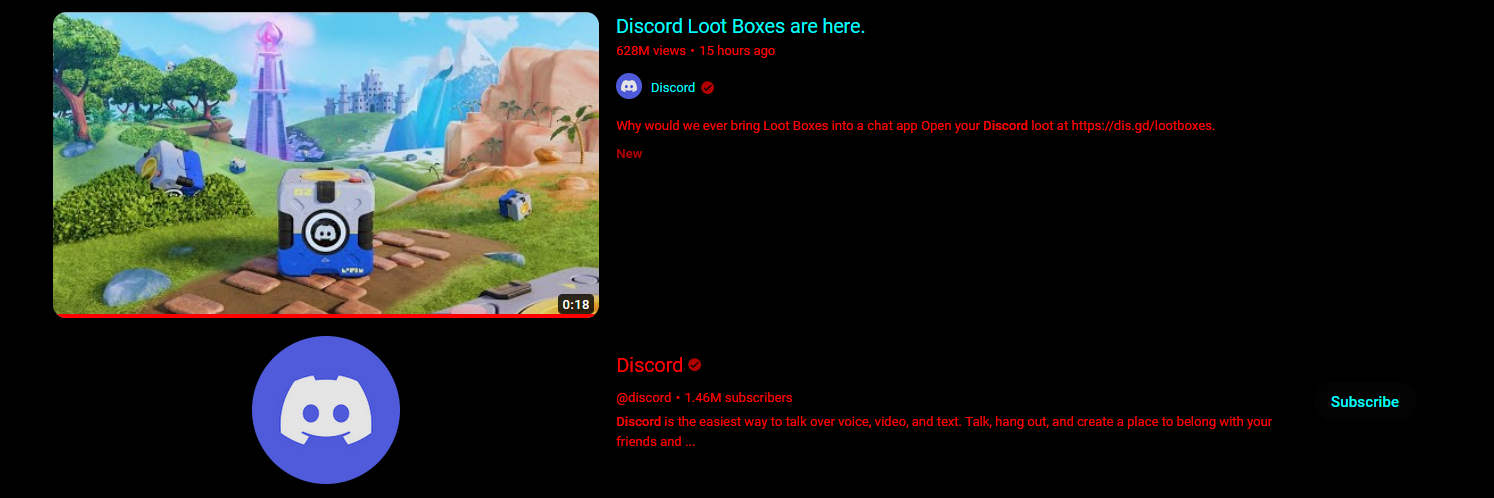 Discord Loot Boxes are here.
628M views • 15 hours ago
Discord
Why would we ever bring Loot Boxes into a chat app Open your Discord loot at https://dis.gd/lootboxes.
New
0:18
Discord
@discord • 1.46M subscribers
Subscribe
Discord is the easiest way to talk over voice, video, and text. Talk, hang out, and create a place to belong with your
friends and ...